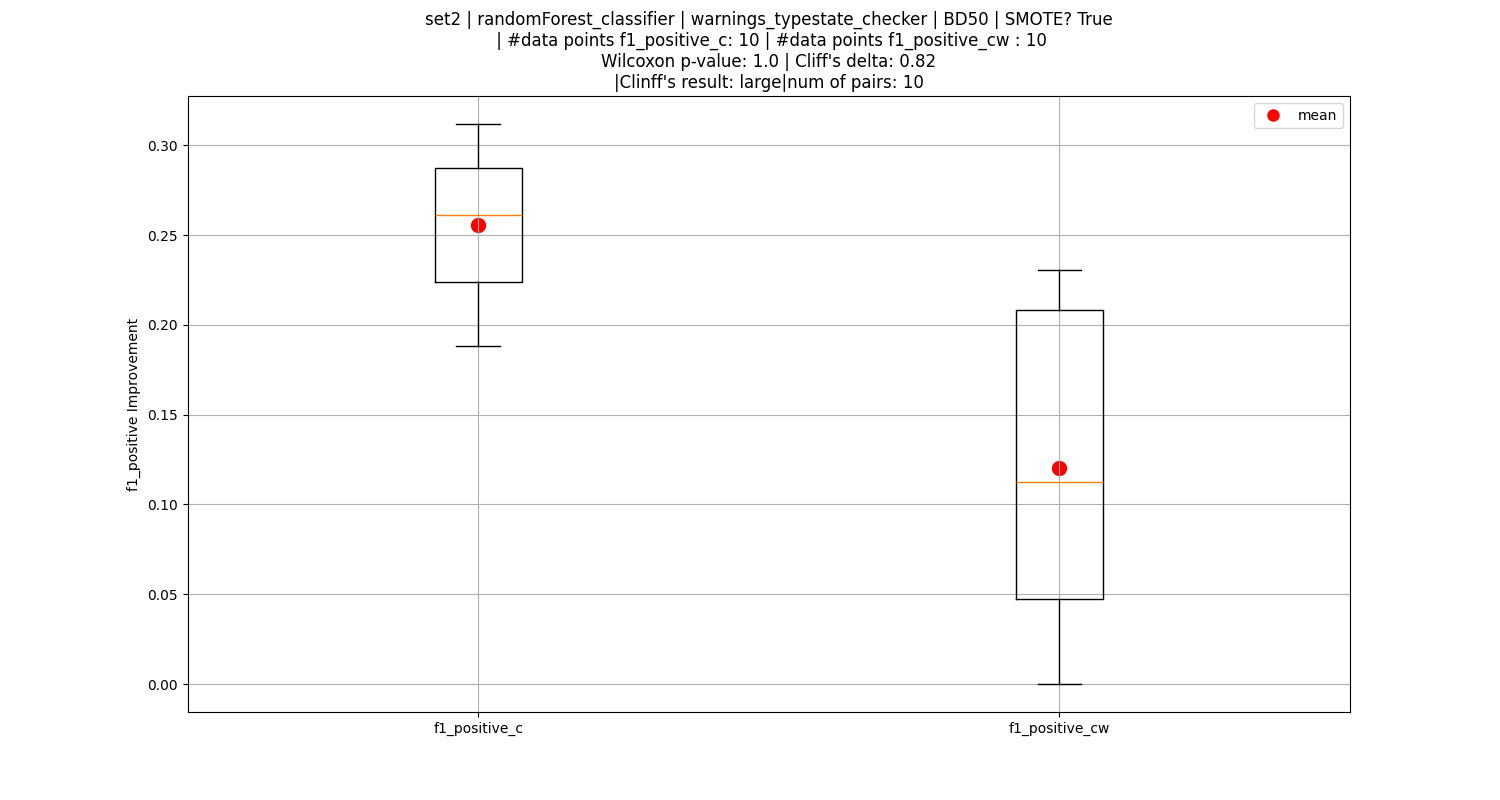 set2 | randomForest_classifier | warnings_typestate_checker | BD50 | SMOTE? True
| #data points f1_positive_c: 10 | #data points f1_positive_cw : 10
Wilcoxon p-value: 1.0 | Cliff's delta: 0.82
|Clinff's result: large|num of pairs: 10
mean
0.30
0.25
0.20
0.15
0.10
0.05
0.00
f1_positive Improvement
f1_positive_c
f1_positive_cw